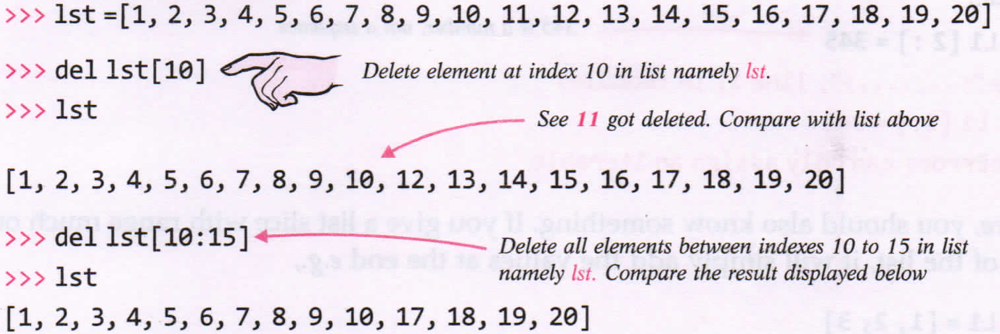 >>> lst =[1, 2, 3, 4, 5, 6, 7, 8, 9, 10, 11, 12, 13, 14, 15, 16, 17, 18, 19, 20]
>>> del lst[10]
Delete element at index 10 in list namely lst.
>>> lst
See 11 got deleted. Compare with list above
[1, 2, 3, 4, 5, 6, 7, 8, 9, 10, 12, 13, 14, 15, 16, 17, 18, 19, 20]
>>> del lst[10:15]
Delete all elements between indexes 10 to 15 in list
namely lst. Compare the result displayed below
>>> lst
[1, 2, 3, 4, 5, 6, 7, 8, 9, 10, 17, 18, 19, 20]